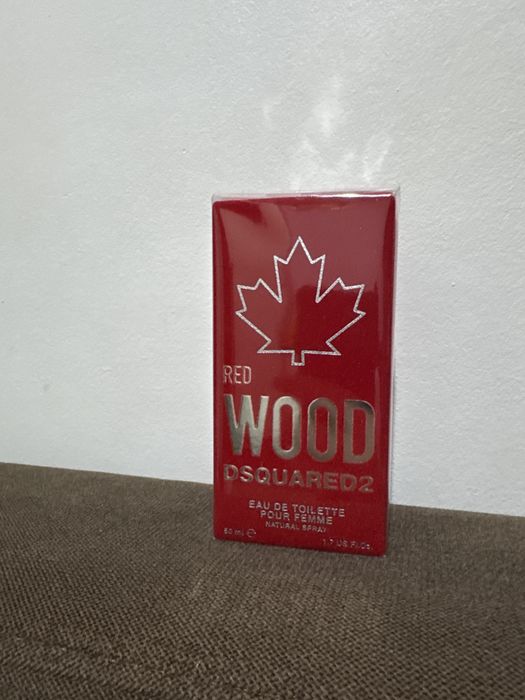 RED
WOOD
DSQUARED2
EAU DE TOILETTE
POUR FEMME
NATURAL SPRAY
50 ml ℮ 1.7 US Fl.Oz.